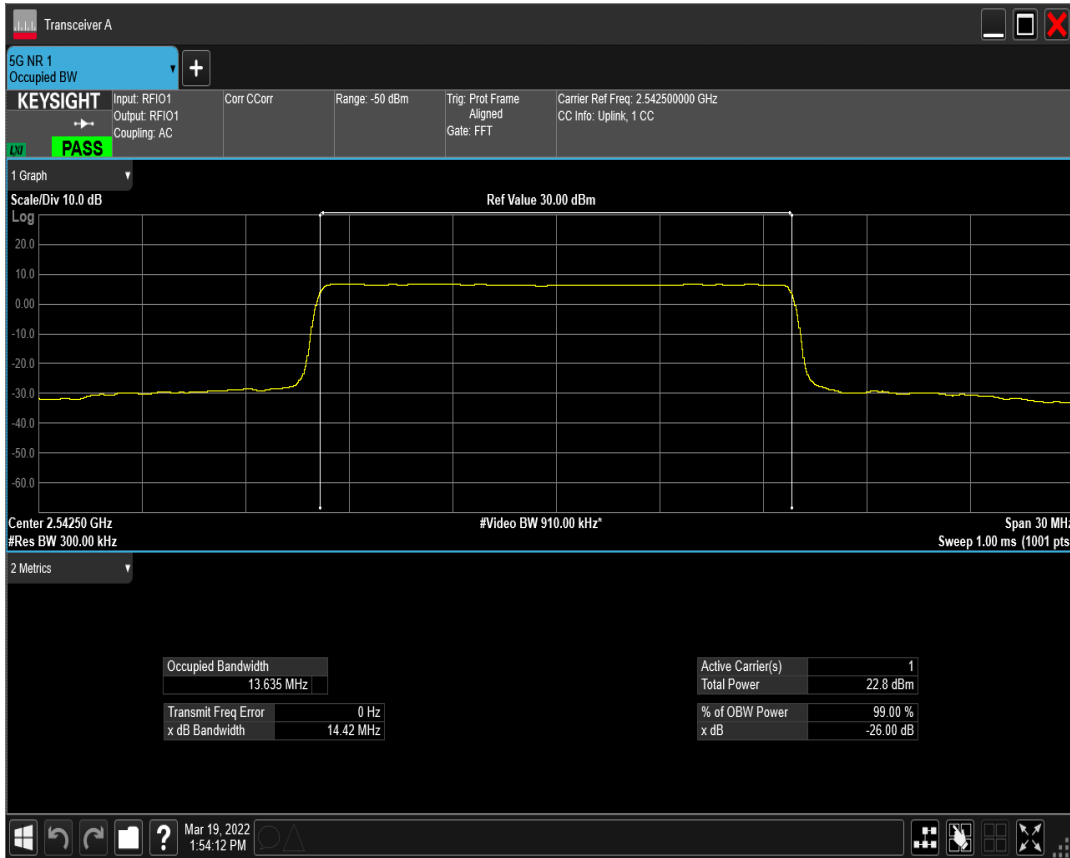 Transceiver A
5G NR 1
Occupied BW
+
KEYSIGHT
LXI
PASS
Input: RFIO1
Output: RFIO1
Coupling: AC
Corr CCorr
Range: -50 dBm
Trig: Prot Frame
Aligned
Gate: FFT
Carrier Ref Freq: 2.542500000 GHz
CC Info: Uplink, 1 CC
1 Graph
Scale/Div 10.0 dB
Ref Value 30.00 dBm
Log
20.0
10.0
0.00
-10.0
-20.0
-30.0
-40.0
-50.0
-60.0
Center 2.54250 GHz
#Video BW 910.00 kHz*
Span 30 MHz
#Res BW 300.00 kHz
Sweep 1.00 ms (1001 pts
2 Metrics
Occupied Bandwidth
13.635 MHz
Transmit Freq Error 0 Hz
x dB Bandwidth 14.42 MHz
Active Carrier(s) 1
Total Power 22.8 dBm
% of OBW Power 99.00 %
x dB -26.00 dB
?
Mar 19, 2022
1:54:12 PM